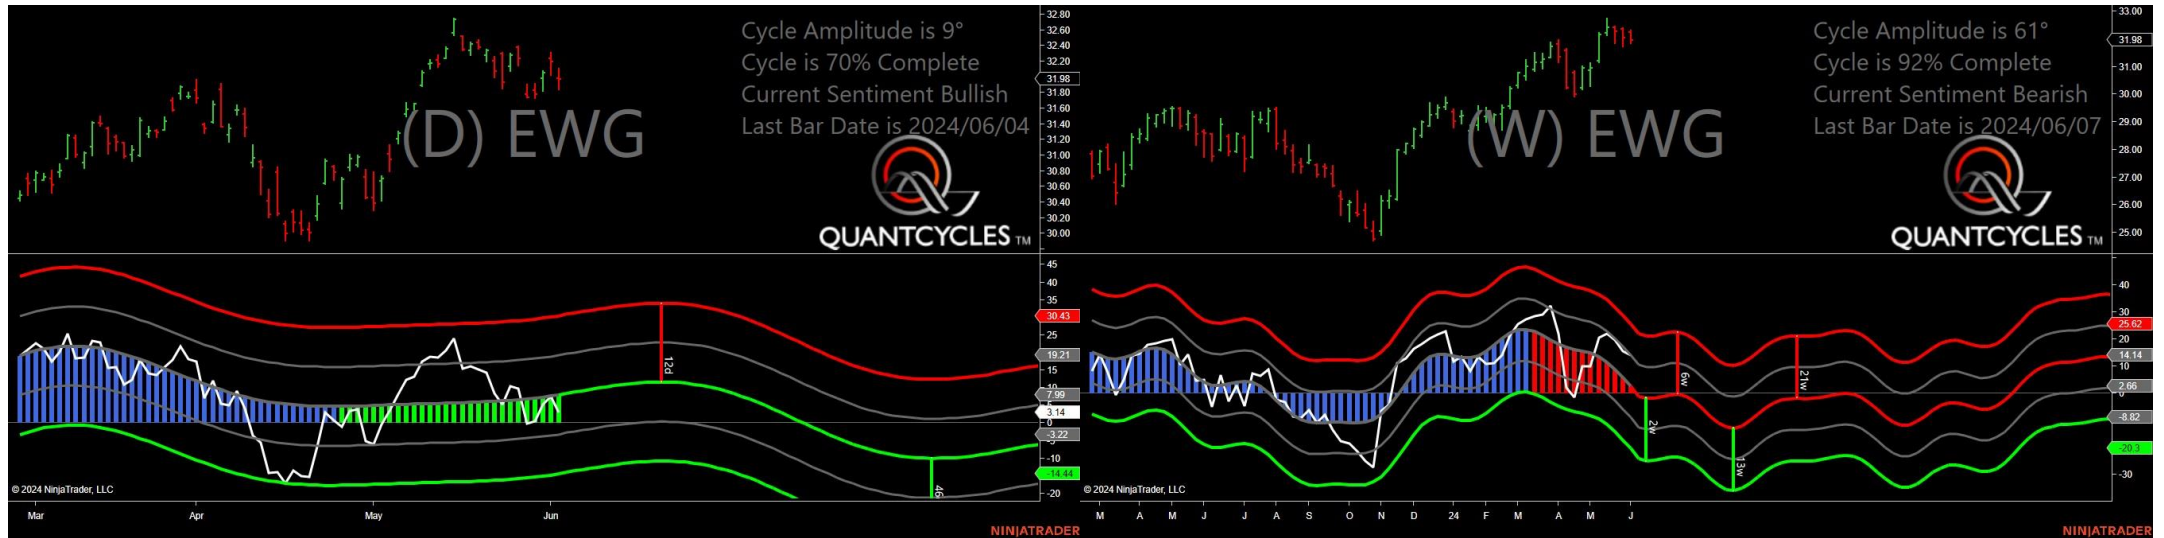 Cycle Amplitude is 9°
Cycle is 70% Complete
Current Sentiment Bullish
Last Bar Date is 2024/06/04
(D) EWG
QUANTCYCLES TM
32.80
32.60
32.40
32.20
31.98
31.80
31.60
31.40
31.20
31.00
30.80
30.60
30.40
30.20
30.00
45
40
35
30.43
25
19.21
15
10
7.99
3.14
0
-3.22
-10
-14.44
-20
12d
46
© 2024 NinjaTrader, LLC
Mar Apr May Jun
NINJATRADER
Cycle Amplitude is 61°
Cycle is 92% Complete
Current Sentiment Bearish
Last Bar Date is 2024/06/07
(W) EWG
QUANTCYCLES TM
33.00
31.98
31.00
30.00
29.00
28.00
27.00
26.00
25.00
40
30
25.62
20
14.14
10
2.66
0
-8.82
-20.3
-30
6w
21w
2w
13w
© 2024 NinjaTrader, LLC
M A M J J A S O N D 24 F M A M J
NINJATRADER